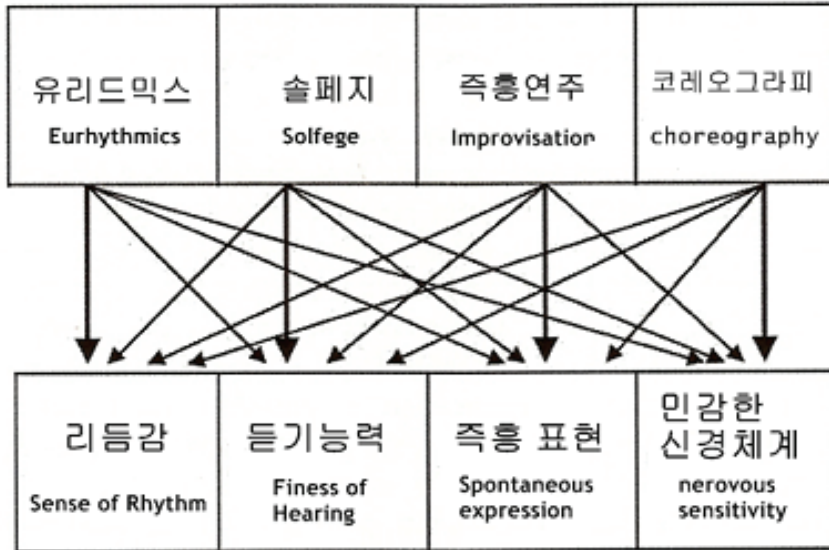 유리드믹스
Eurhythmics
솔페지
Solfege
즉흥연주
Improvisation
코레오그라피
choreography
리듬감
Sense of Rhythm
듣기능력
Finess of
Hearing
즉흥 표현
Spontaneous
expression
민감한
신경체계
nerovous
sensitivity